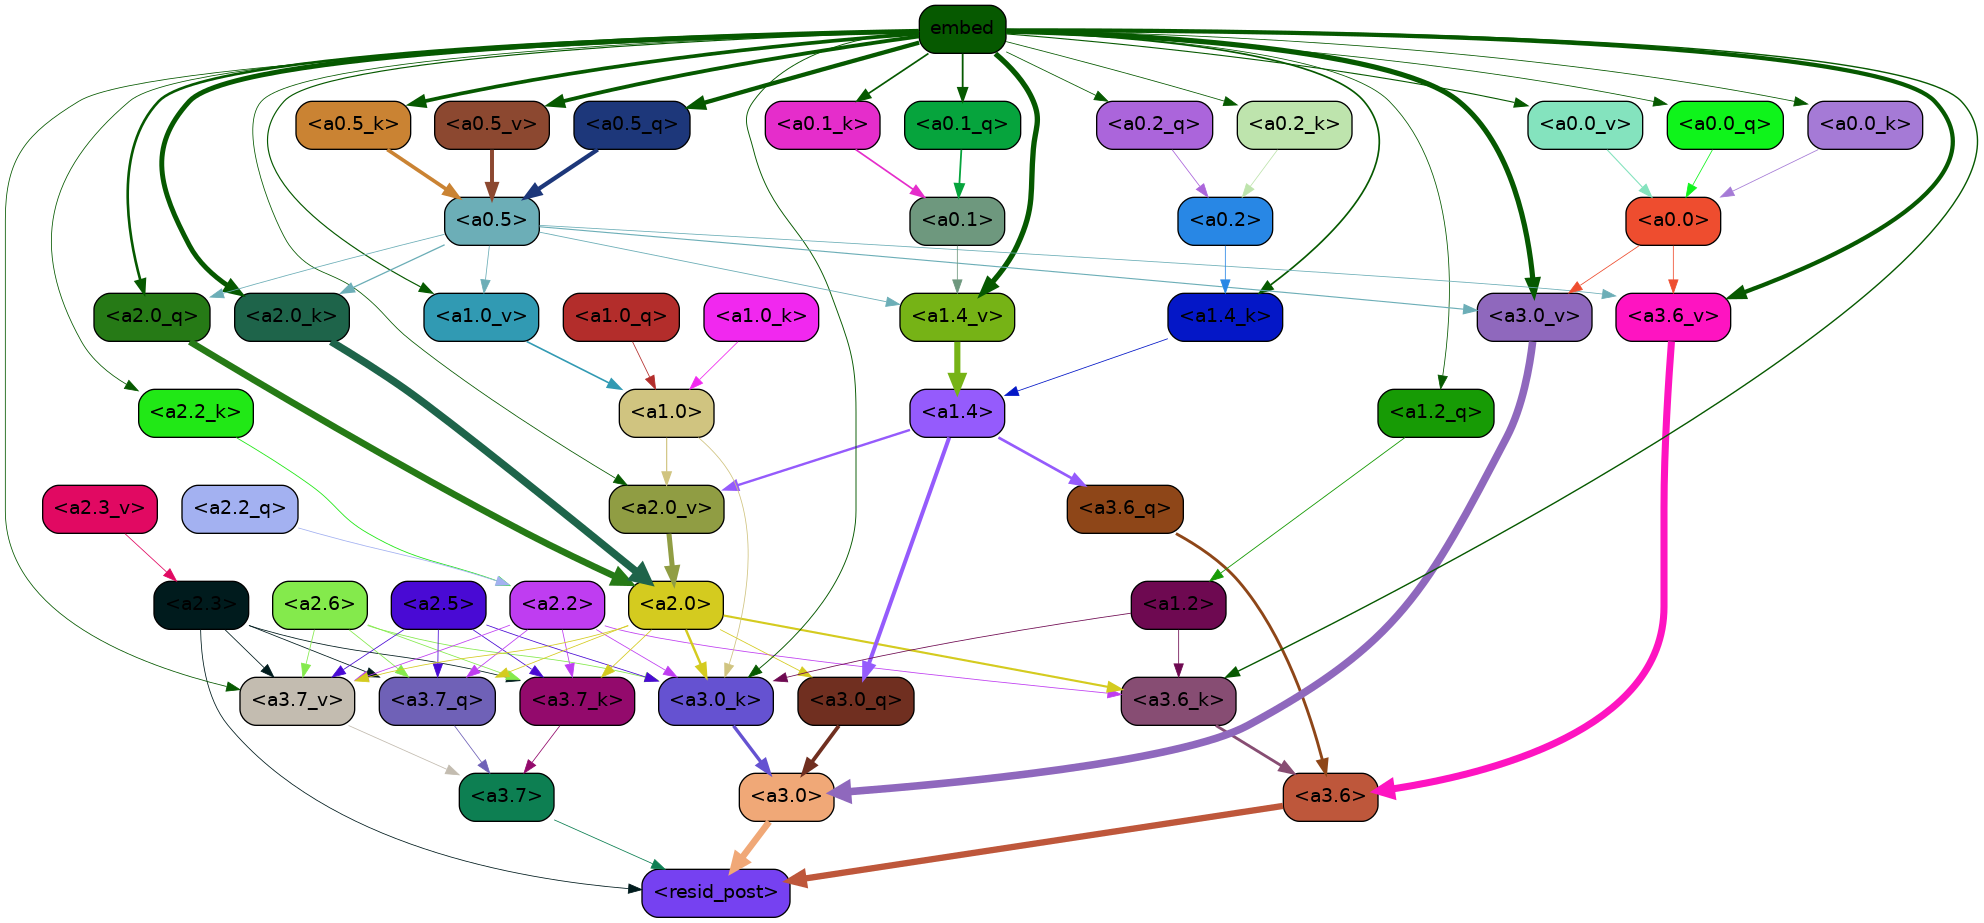 embed
<a0.5_k>
<a0.5_v>
<a0.5_q>
<a0.1_k>
<a0.1_q>
<a0.2_q>
<a0.2_k>
<a0.0_v>
<a0.0_q>
<a0.0_k>
<a0.5>
<a0.1>
<a0.2>
<a0.0>
<a2.0_q>
<a2.0_k>
<a1.0_v>
<a1.0_q>
<a1.0_k>
<a1.4_v>
<a1.4_k>
<a3.0_v>
<a3.6_v>
<a2.2_k>
<a1.0>
<a1.4>
<a1.2_q>
<a2.3_v>
<a2.2_q>
<a2.0_v>
<a3.6_q>
<a2.3>
<a2.6>
<a2.5>
<a2.2>
<a2.0>
<a1.2>
<a3.7_v>
<a3.7_q>
<a3.7_k>
<a3.0_k>
<a3.0_q>
<a3.6_k>
<a3.7>
<a3.0>
<a3.6>
<resid_post>